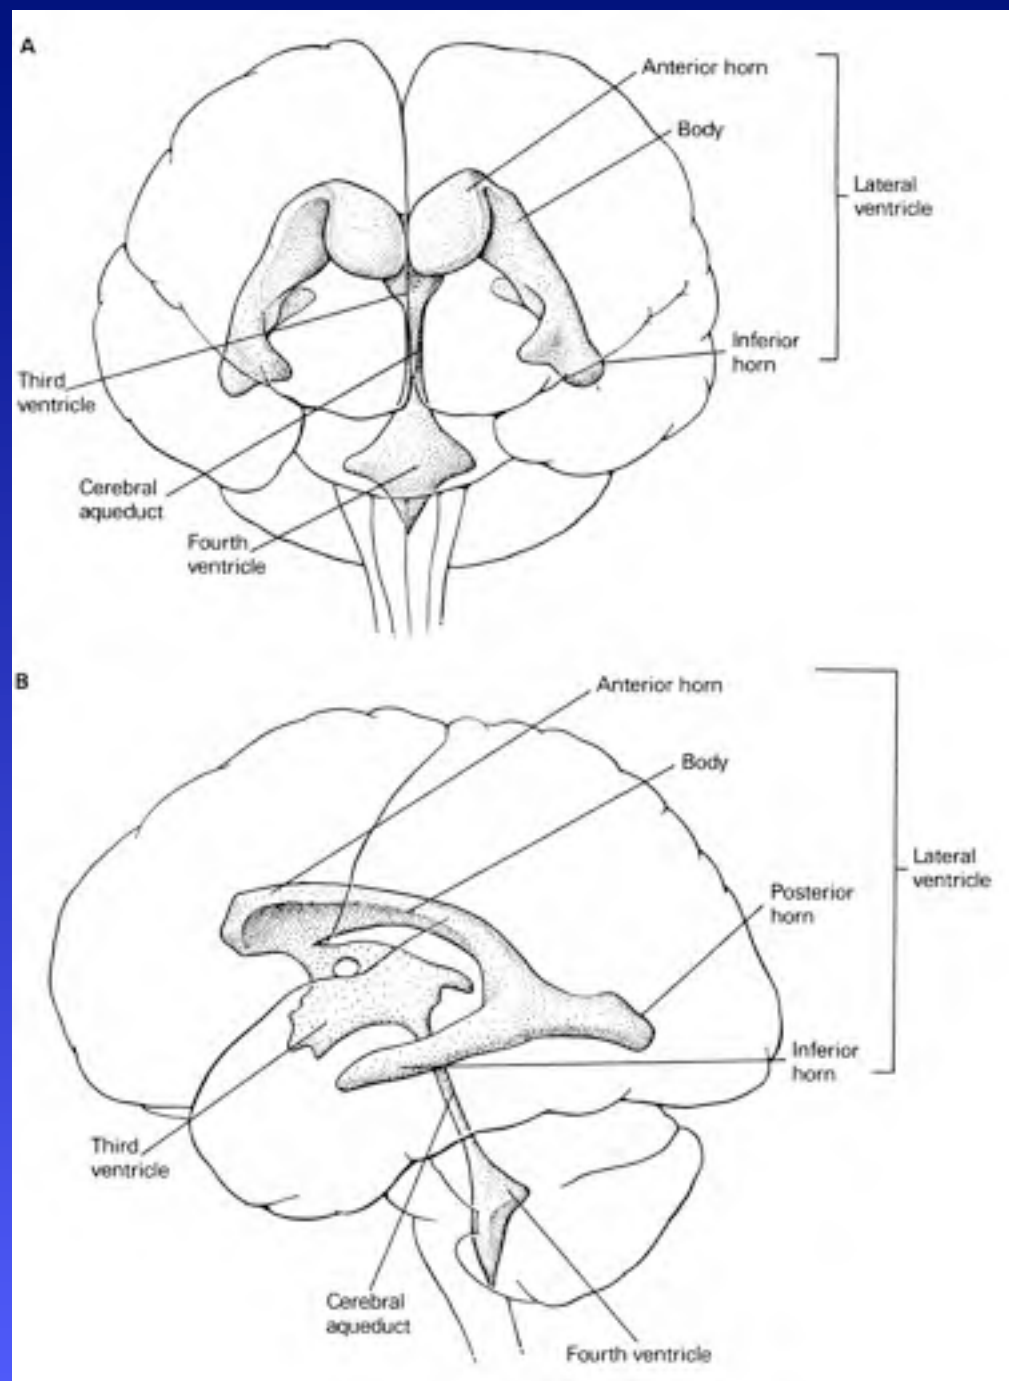 A
Anterior horn
Body
Lateral
ventricle
Inferior
horn
Third
ventricle
Cerebral
aqueduct
Fourth
ventricle
B
Anterior horn
Body
Lateral
ventricle
Posterior
horn
Inferior
horn
Third
ventricle
Cerebral
aqueduct
Fourth ventricle